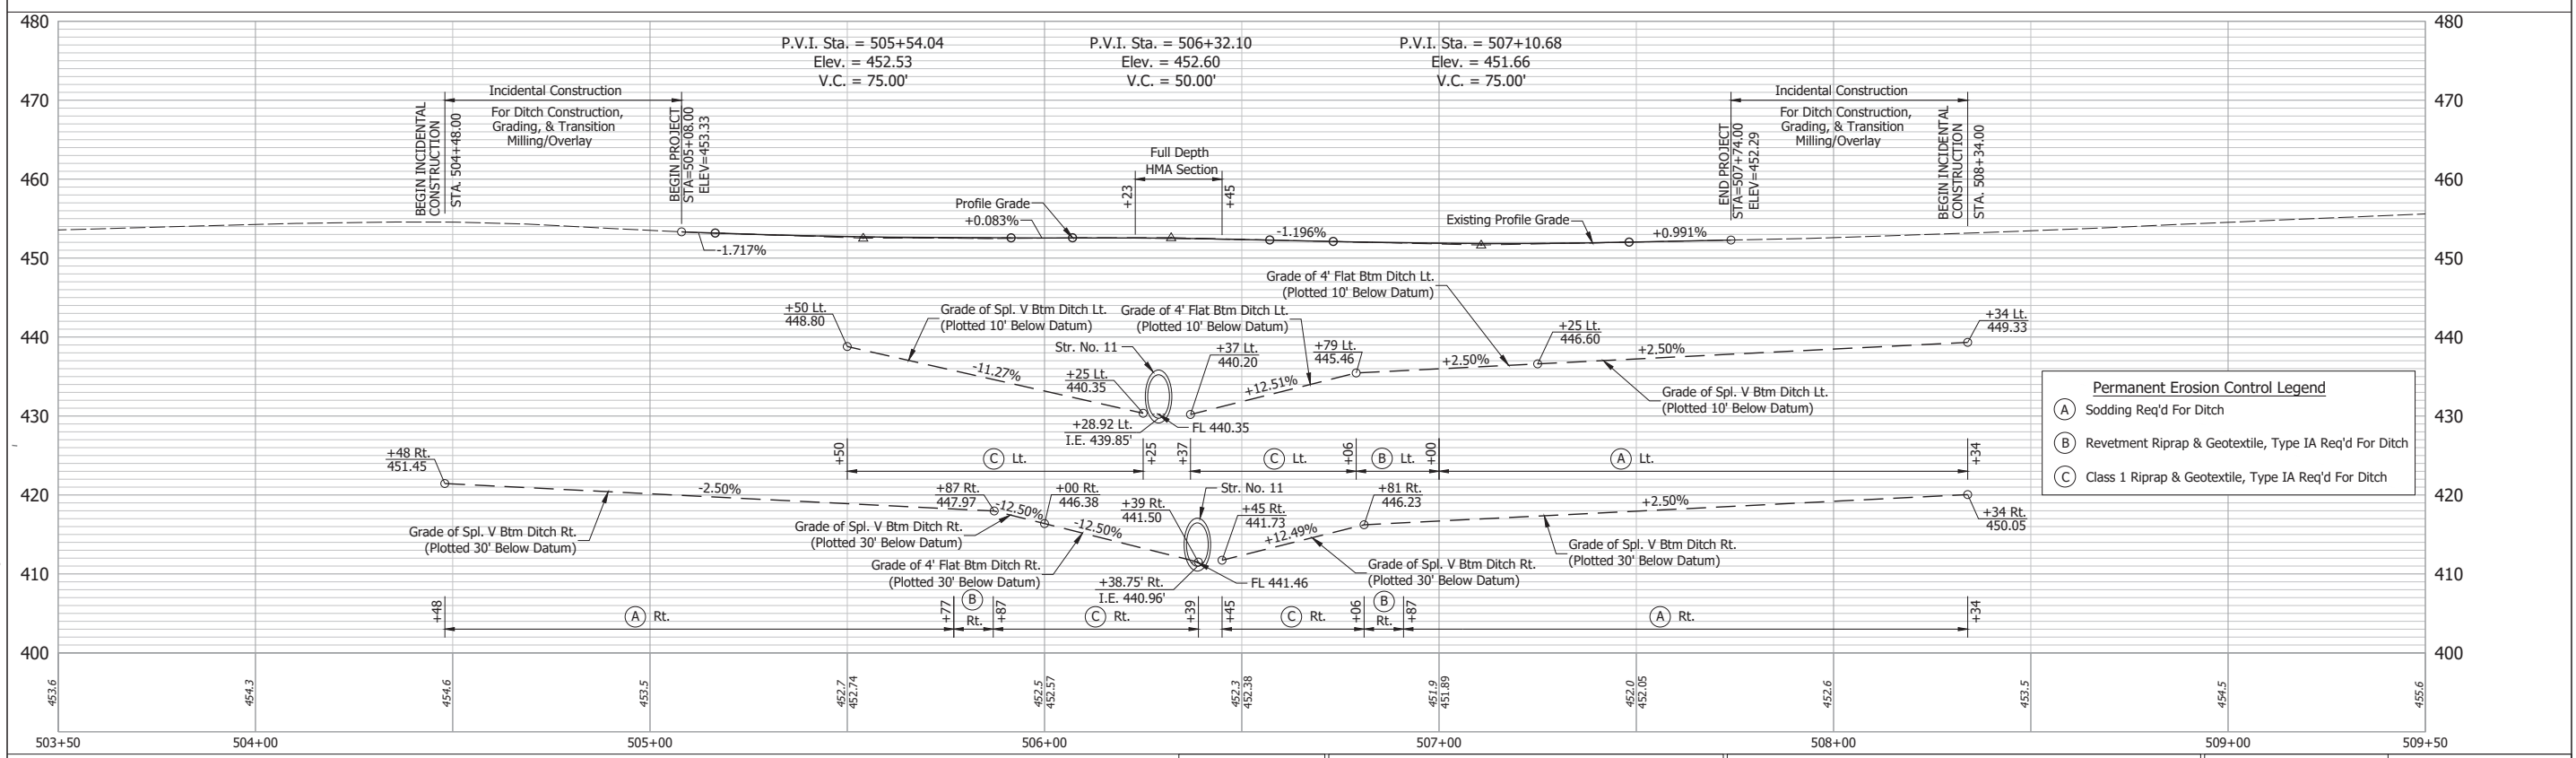 480
470
460
450
440
430
420
410
400
480
470
460
450
440
430
420
410
400
P.V.I. Sta. = 505+54.04
Elev. = 452.53
V.C. = 75.00'
P.V.I. Sta. = 506+32.10
Elev. = 452.60
V.C. = 50.00'
P.V.I. Sta. = 507+10.68
Elev. = 451.66
V.C. = 75.00'
BEGIN INCIDENTAL
CONSTRUCTION
STA. 504+48.00
Incidental Construction
For Ditch Construction,
Grading, & Transition
Milling/Overlay
BEGIN PROJECT
STA=505+08.00
ELEV=453.33
Full Depth
HMA Section
+23
+45
END PROJECT
STA=507+74.00
ELEV=452.29
Incidental Construction
For Ditch Construction,
Grading, & Transition
Milling/Overlay
BEGIN INCIDENTAL
CONSTRUCTION
STA. 508+34.00
Profile Grade
+0.083%
-1.717%
-1.196%
Existing Profile Grade
+0.991%
+50 Lt.
448.80
Grade of Spl. V Btm Ditch Lt.
(Plotted 10' Below Datum)
-11.27%
Str. No. 11
+25 Lt.
440.35
+28.92 Lt.
I.E. 439.85'
FL 440.35
+37 Lt.
440.20
Grade of 4' Flat Btm Ditch Lt.
(Plotted 10' Below Datum)
+12.51%
+79 Lt.
445.46
Grade of 4' Flat Btm Ditch Lt.
(Plotted 10' Below Datum)
+2.50%
+25 Lt.
446.60
+2.50%
Grade of Spl. V Btm Ditch Lt.
(Plotted 10' Below Datum)
+34 Lt.
449.33
+50
C Lt.
+25
+37
C Lt.
+06
B Lt.
+00
A Lt.
+34
Permanent Erosion Control Legend
A Sodding Req'd For Ditch
B Revetment Riprap & Geotextile, Type IA Req'd For Ditch
C Class 1 Riprap & Geotextile, Type IA Req'd For Ditch
+48 Rt.
451.45
-2.50%
Grade of Spl. V Btm Ditch Rt.
(Plotted 30' Below Datum)
+87 Rt.
447.97
-12.50%
Grade of Spl. V Btm Ditch Rt.
(Plotted 30' Below Datum)
+00 Rt.
446.38
-12.50%
Grade of 4' Flat Btm Ditch Rt.
(Plotted 30' Below Datum)
+39 Rt.
441.50
Str. No. 11
+38.75' Rt.
I.E. 440.96'
FL 441.46
+45 Rt.
441.73
+12.49%
Grade of Spl. V Btm Ditch Rt.
(Plotted 30' Below Datum)
+81 Rt.
446.23
+2.50%
Grade of Spl. V Btm Ditch Rt.
(Plotted 30' Below Datum)
+34 Rt.
450.05
+48
A Rt.
+77
B
Rt.
+87
C Rt.
+39
+45
C Rt.
+06
B
Rt.
+87
A Rt.
+34
453.6
454.3
454.6
453.5
452.7
452.74
452.5
452.57
452.3
452.38
451.9
451.89
452.0
452.05
452.6
453.5
454.5
455.6
503+50
504+00
505+00
506+00
507+00
508+00
509+00
509+50